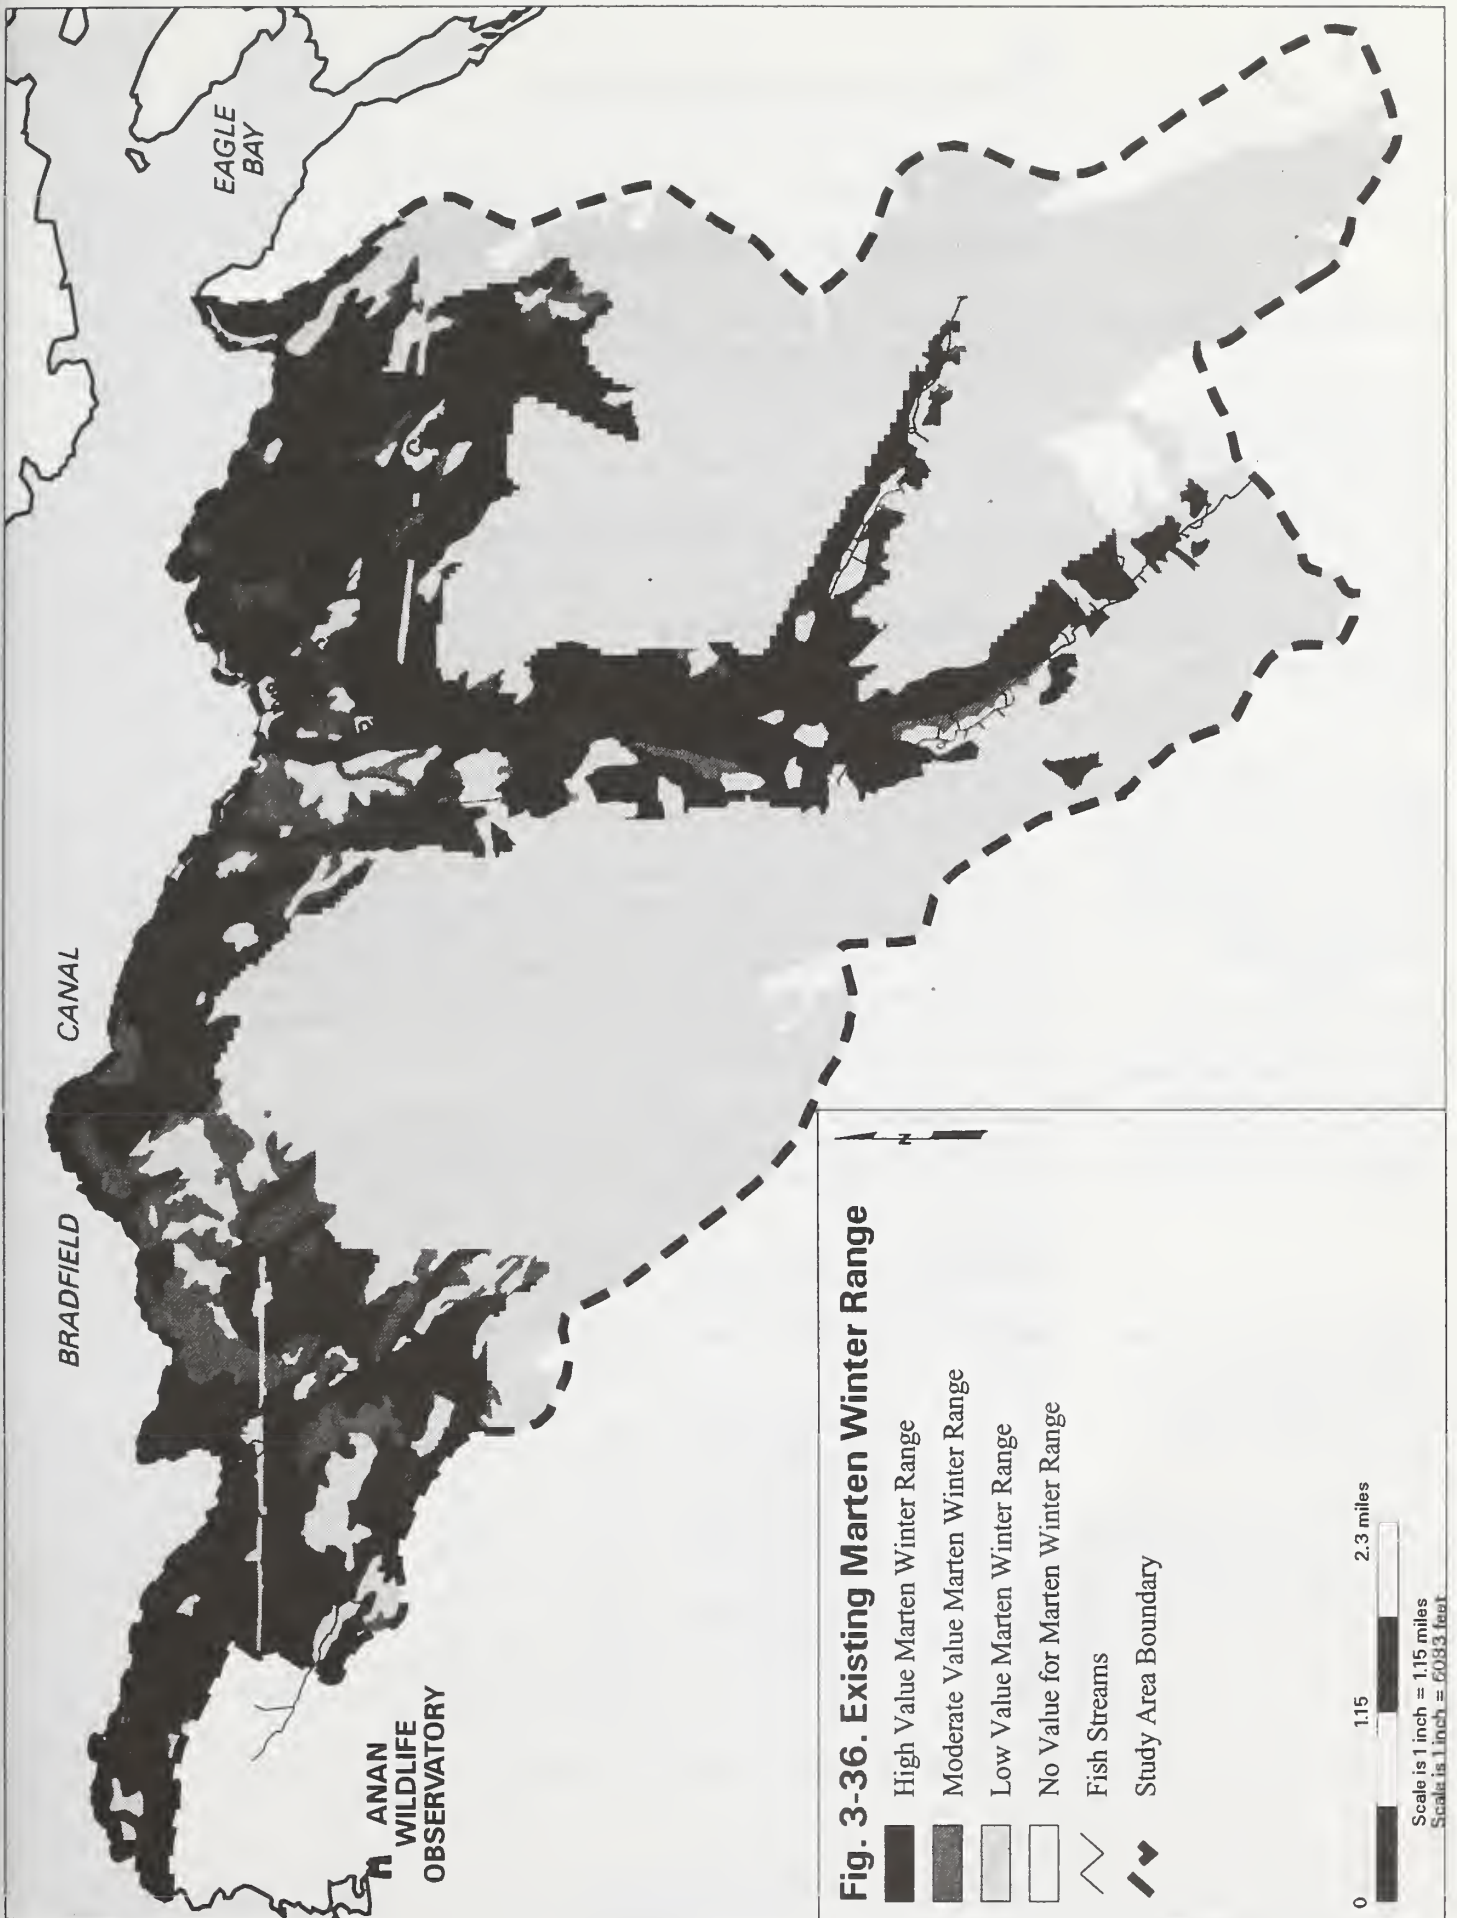 EAGLE
BAY
BRADFIELD CANAL
ANAN
WILDLIFE
OBSERVATORY
N
Fig. 3-36. Existing Marten Winter Range
High Value Marten Winter Range
Moderate Value Marten Winter Range
Low Value Marten Winter Range
No Value for Marten Winter Range
Fish Streams
Study Area Boundary
0 1.15 2.3 miles
Scale is 1 inch = 1.15 miles
Scale is 1 inch = 6083 feet